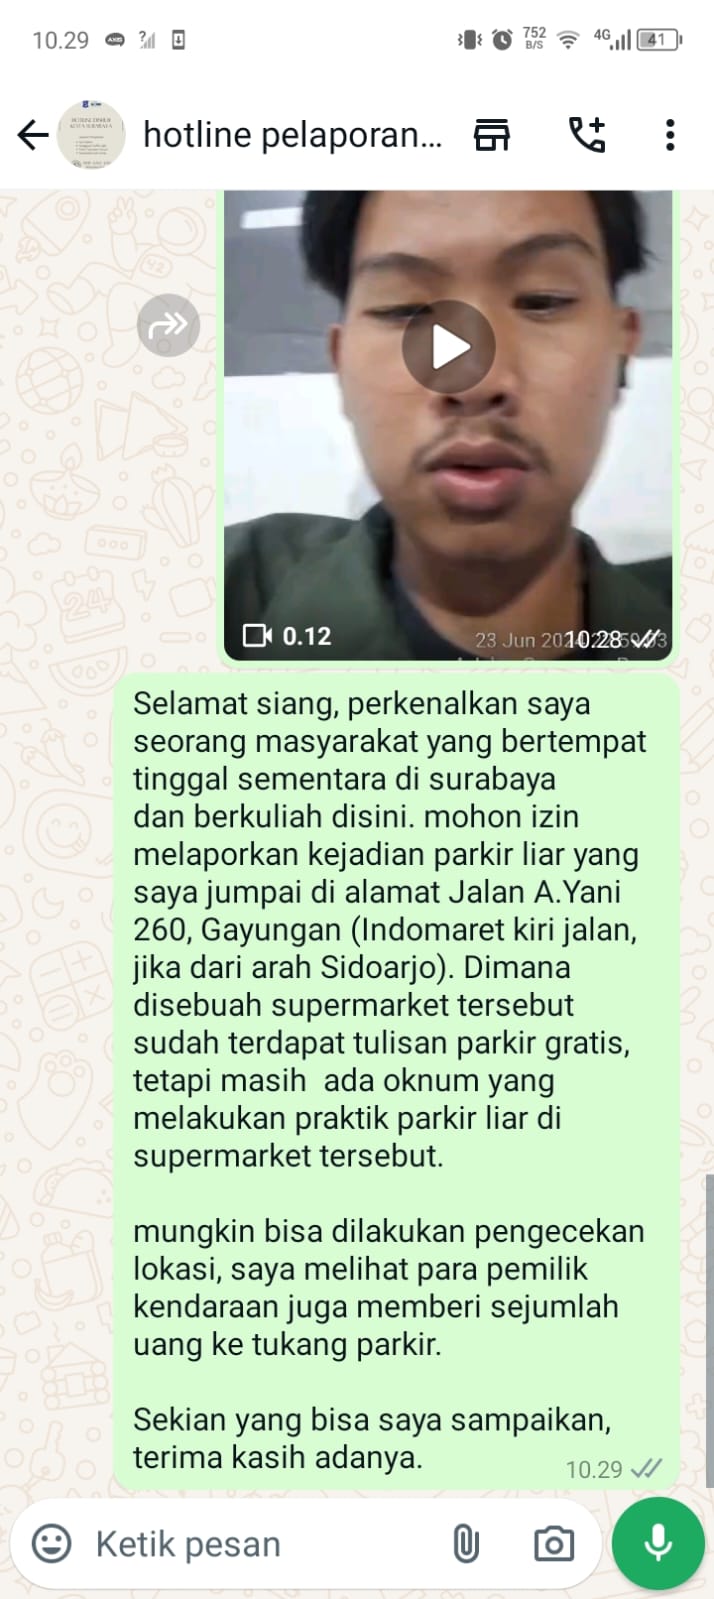 10.29
752
B/S
4G
41
hotline pelaporan...
0.12
23 Jun 202
10.28
Selamat siang, perkenalkan saya
seorang masyarakat yang bertempat
tinggal sementara di surabaya
dan berkuliah disini. mohon izin
melaporkan kejadian parkir liar yang
saya jumpai di alamat Jalan A.Yani
260, Gayungan (Indomaret kiri jalan,
jika dari arah Sidoarjo). Dimana
disebuah supermarket tersebut
sudah terdapat tulisan parkir gratis,
tetapi masih  ada oknum yang
melakukan praktik parkir liar di
supermarket tersebut.
mungkin bisa dilakukan pengecekan
lokasi, saya melihat para pemilik
kendaraan juga memberi sejumlah
uang ke tukang parkir.
Sekian yang bisa saya sampaikan,
terima kasih adanya.
10.29
Ketik pesan